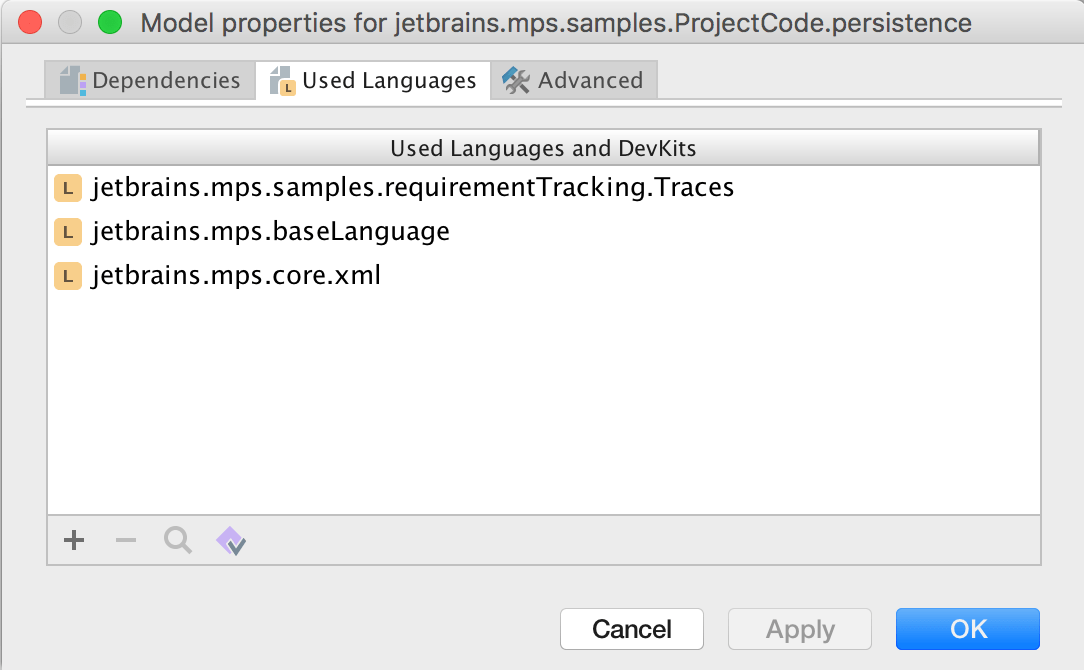 Model properties for jetbrains.mps.samples.ProjectCode.persistence
Dependencies
Used Languages
Advanced
Used Languages and DevKits
L jetbrains.mps.samples.requirementTracking.Traces
L jetbrains.mps.baseLanguage
L jetbrains.mps.core.xml
Cancel
Apply
OK